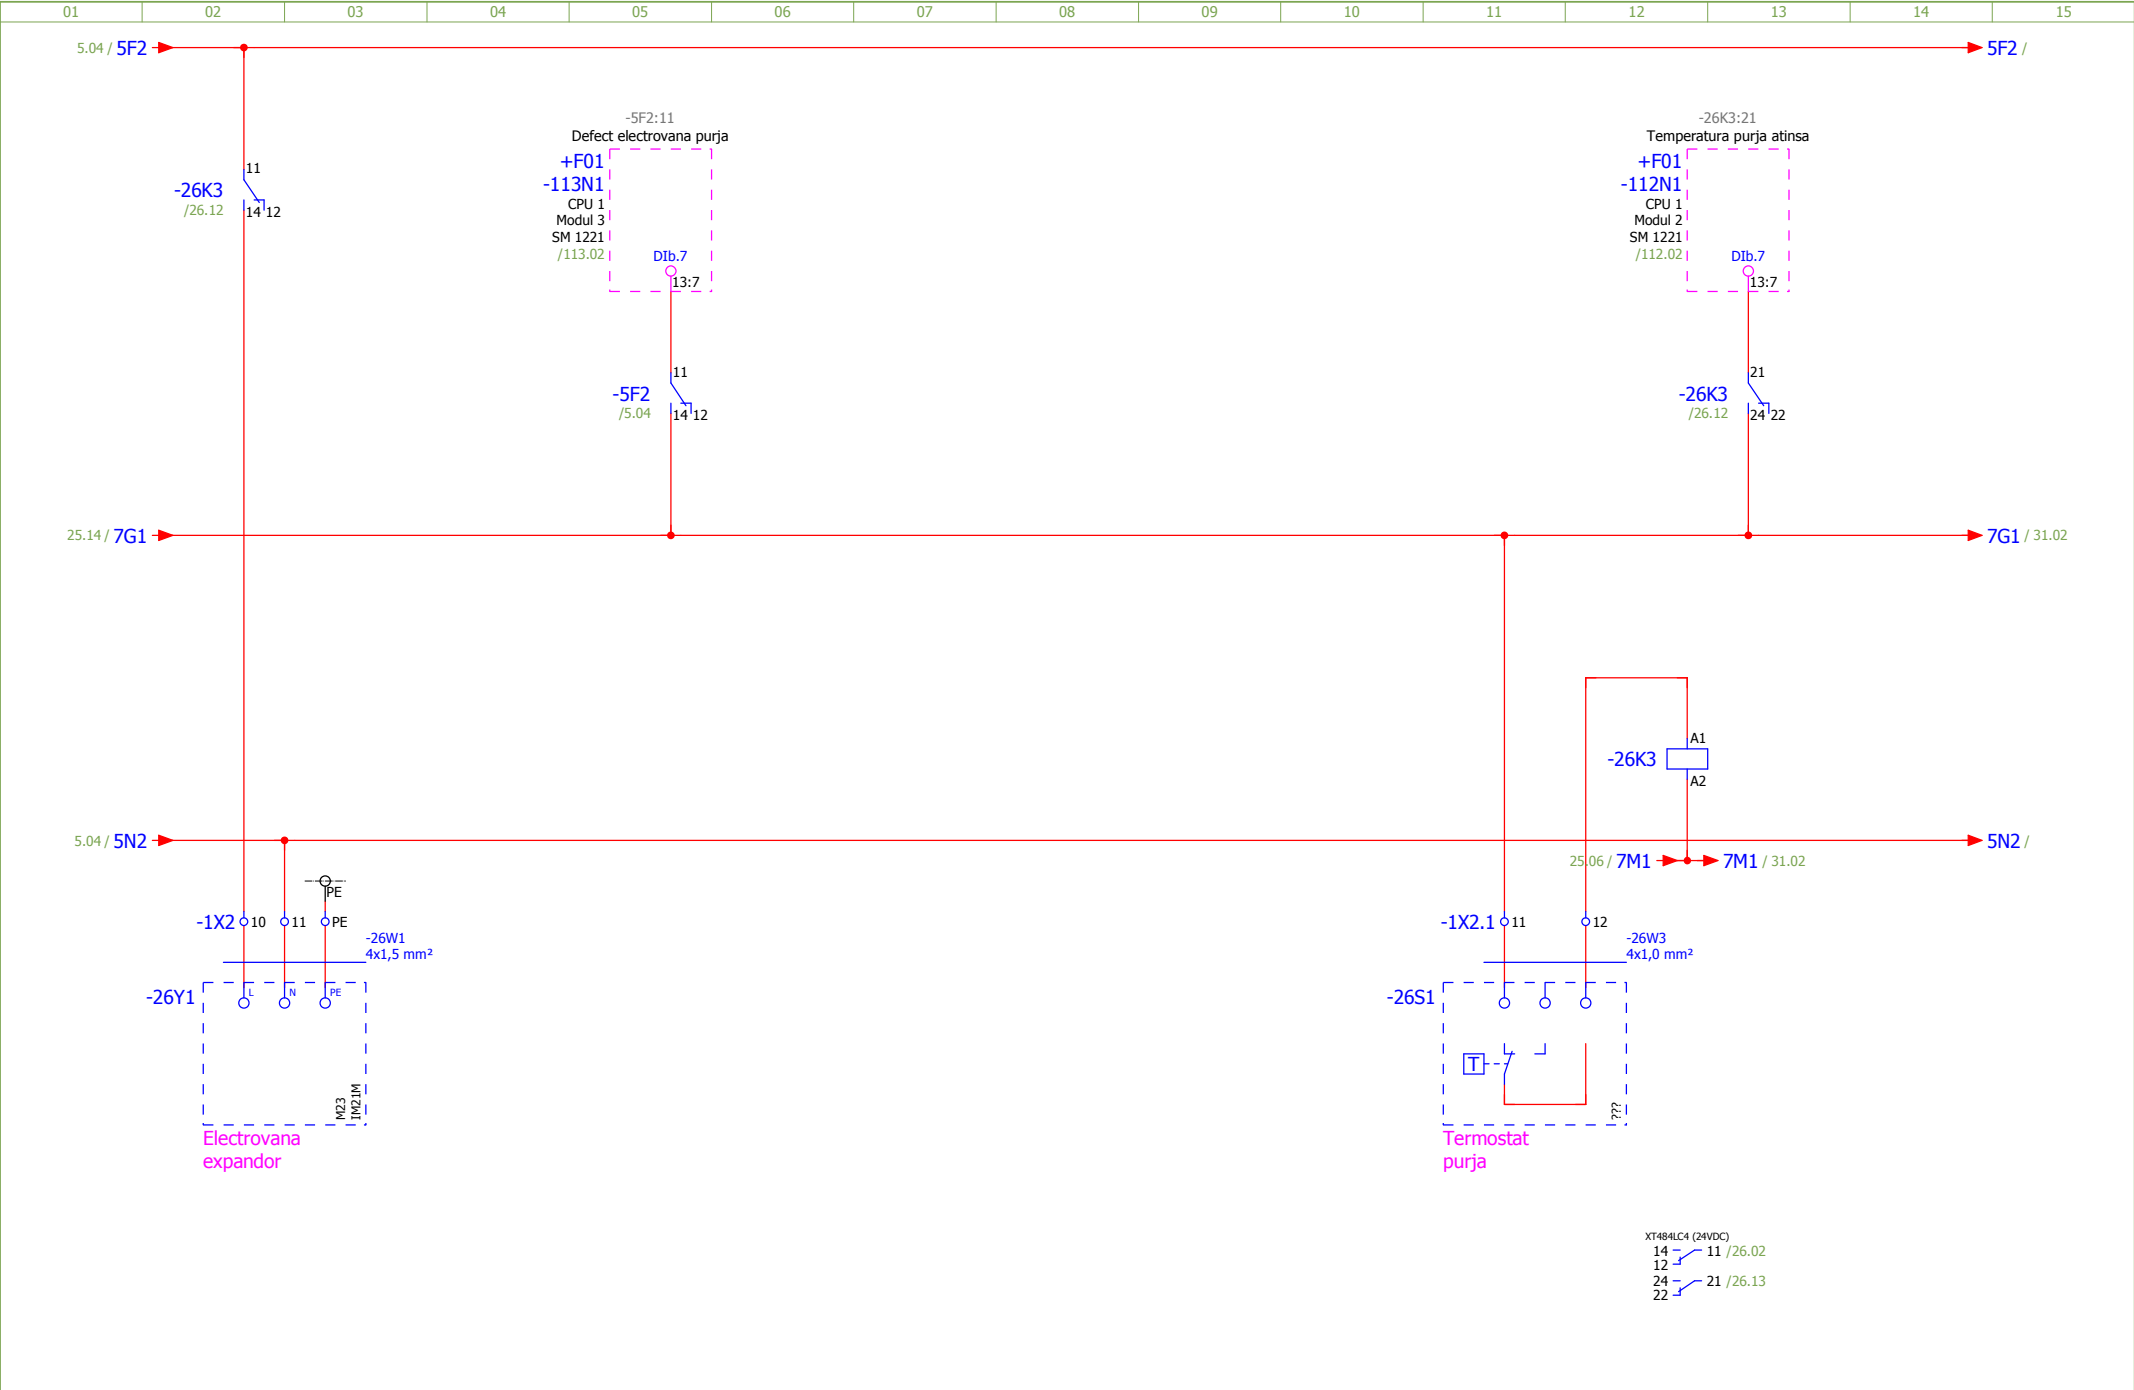 01 02 03 04 05 06 07 08 09 10 11 12 13 14 15
5.04 / 5F2
5F2 /
11
-26K3
/26.12
14 12
-5F2:11
Defect electrovana purja
+F01
-113N1
CPU 1
Modul 3
SM 1221
/113.02
DIb.7
13:7
11
-5F2
/5.04
14 12
-26K3:21
Temperatura purja atinsa
+F01
-112N1
CPU 1
Modul 2
SM 1221
/112.02
DIb.7
13:7
21
-26K3
/26.12
24 22
25.14 / 7G1
7G1 / 31.02
A1
-26K3
A2
5.04 / 5N2
5N2 /
25.06 / 7M1
7M1 / 31.02
PE
-1X2 10 11 PE
-26W1
4x1,5 mm²
-26Y1
L N PE
M23
IM21M
Electrovana
expandor
-1X2.1 11 12
-26W3
4x1,0 mm²
-26S1
T
???
Termostat
purja
XT484LC4 (24VDC)
14 11 /26.02
12
24 21 /26.13
22